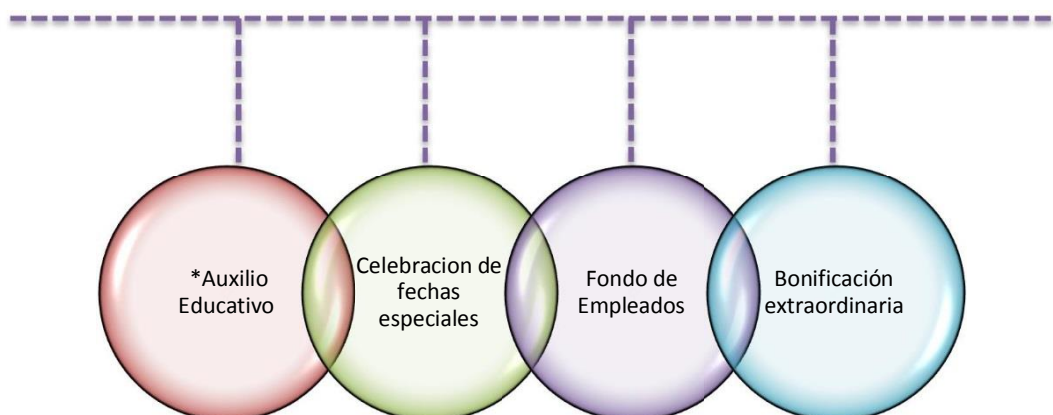 *Auxilio
Educativo
Celebracion de
fechas
especiales
Fondo de
Empleados
Bonificación
extraordinaria